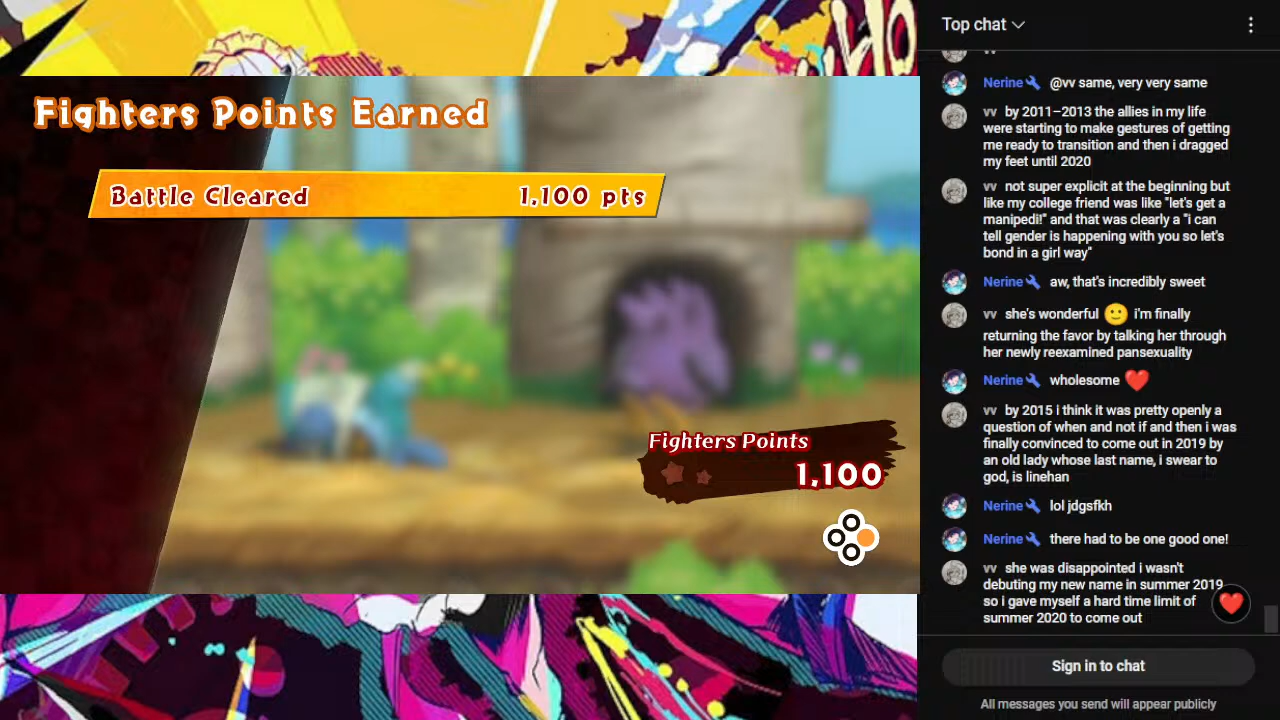 Fighters Points Earned
Battle Cleared 1,100 pts
Fighters Points
1,100
Top chat
vv
Nerine @vv same, very very same
vv by 2011–2013 the allies in my life
were starting to make gestures of getting
me ready to transition and then i dragged
my feet until 2020
vv not super explicit at the beginning but
like my college friend was like "let's get a
manipedi!" and that was clearly a "i can
tell gender is happening with you so let's
bond in a girl way"
Nerine aw, that's incredibly sweet
vv she's wonderful 🙂 i'm finally
returning the favor by talking her through
her newly reexamined pansexuality
Nerine wholesome ❤️
vv by 2015 i think it was pretty openly a
question of when and not if and then i was
finally convinced to come out in 2019 by
an old lady whose last name, i swear to
god, is linehan
Nerine lol jdgsfkh
Nerine there had to be one good one!
vv she was disappointed i wasn't
debuting my new name in summer 2019
so i gave myself a hard time limit of
summer 2020 to come out
Sign in to chat
All messages you send will appear publicly